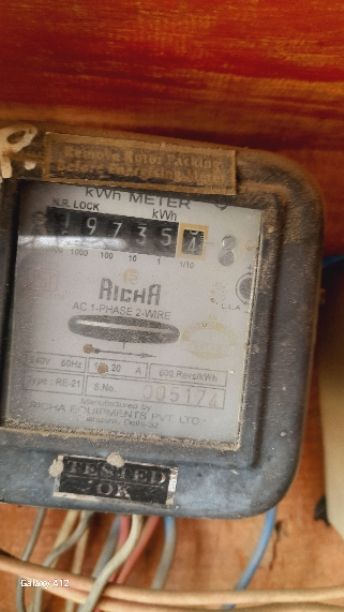 kWh METER
N.R. LOCK kWh
9 7 3 5 4
1000 100 10 1 1/10
RICHA
AC 1-PHASE 2-WIRE
240V 20 A 600 Revs/kWh
Type: RE-21 S.No. 005174
Manufactured by
RICHA EQUIPMENTS PVT. LTD.
TESTED
OK
Galaxy A12